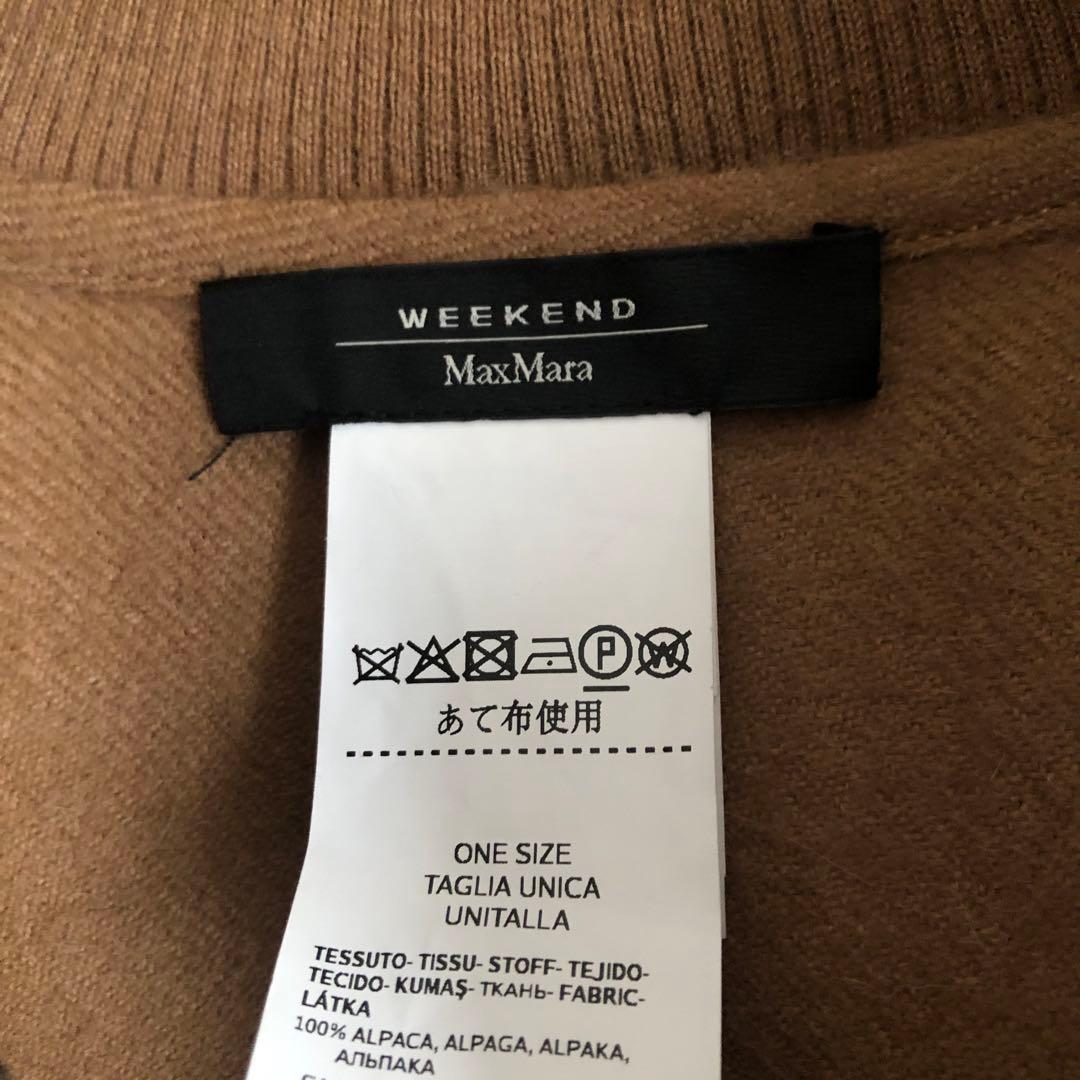 WEEKEND
MaxMara
P W
あて布使用
ONE SIZE
TAGLIA UNICA
UNITALLA
TESSUTO- TISSU- STOFF- TEJIDO-
TECIDO- KUMAŞ- ТКАНЬ- FABRIC-
LÁTKA
100% ALPACA, ALPAGA, ALPAKA,
АЛЬПАКА